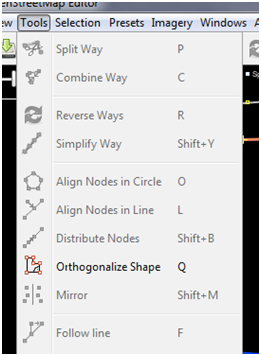 enStreetMap Editor
ew Tools Selection Presets Imagery Windows A
Split Way P
Combine Way C
Reverse Ways R
Simplify Way Shift+Y
Align Nodes in Circle O
Align Nodes in Line L
Distribute Nodes Shift+B
Orthogonalize Shape Q
Mirror Shift+M
Follow line F